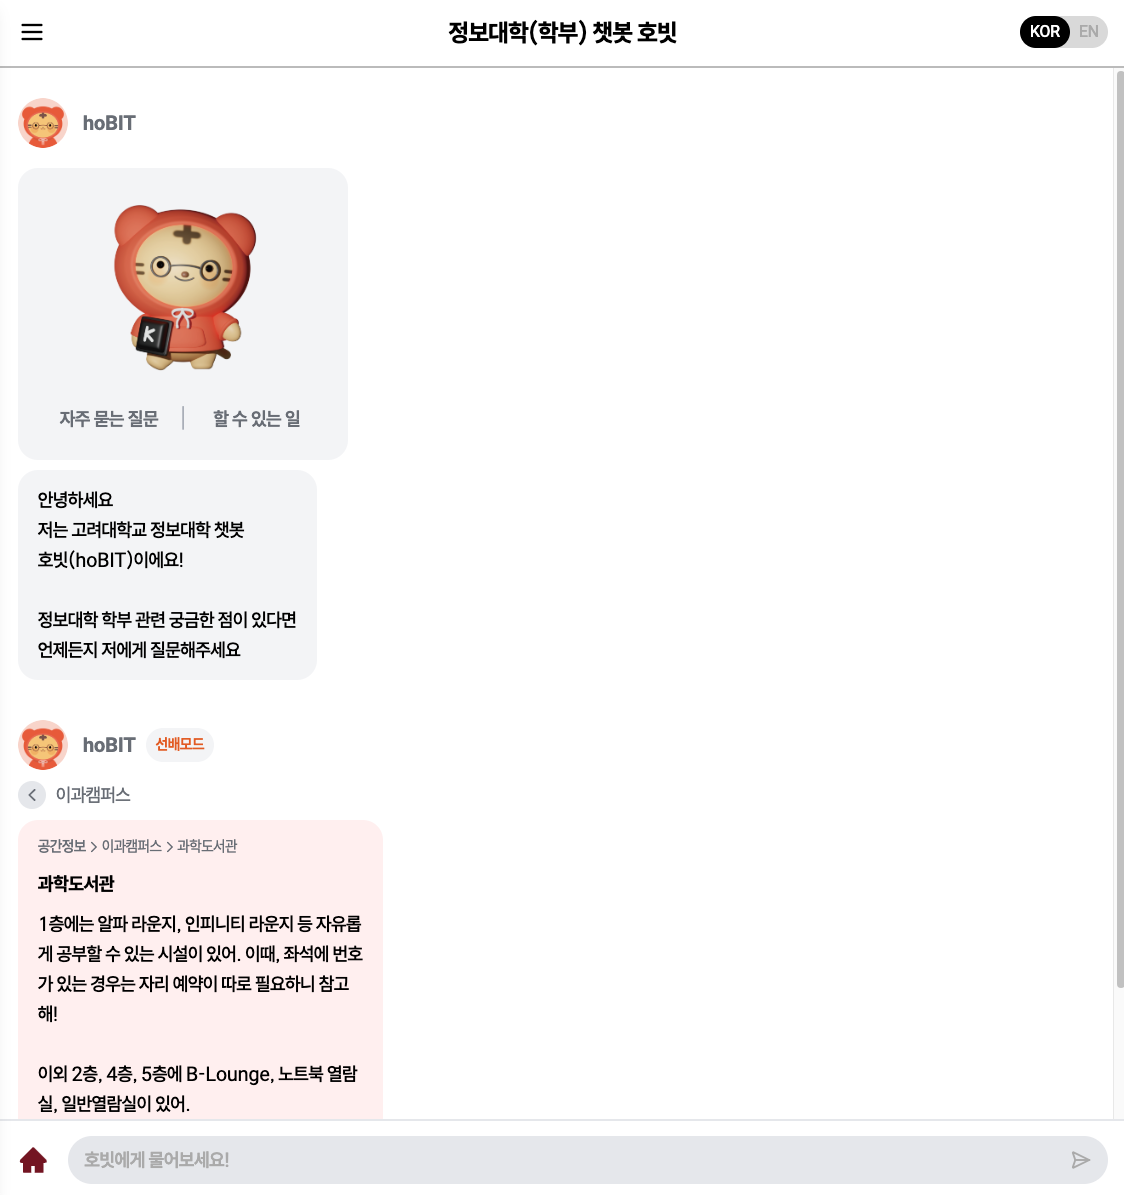 정보대학(학부) 챗봇 호빗
KOR EN
hoBIT
K
자주 묻는 질문 | 할 수 있는 일
안녕하세요
저는 고려대학교 정보대학 챗봇
호빗(hoBIT)이에요!
정보대학 학부 관련 궁금한 점이 있다면
언제든지 저에게 질문해주세요
hoBIT 선배모드
이과캠퍼스
공간정보 > 이과캠퍼스 > 과학도서관
과학도서관
1층에는 알파 라운지, 인피니티 라운지 등 자유롭
게 공부할 수 있는 시설이 있어. 이때, 좌석에 번호
가 있는 경우는 자리 예약이 따로 필요하니 참고
해!
이외 2층, 4층, 5층에 B-Lounge, 노트북 열람
실, 일반열람실이 있어.
호빗에게 물어보세요!